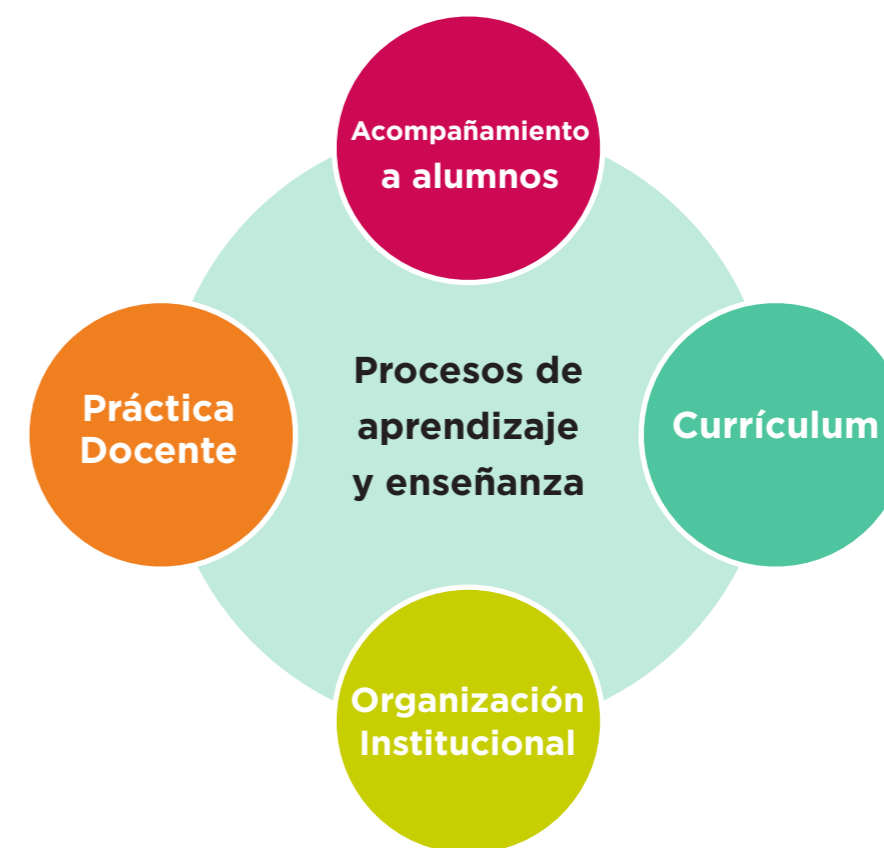 Acompañamiento
a alumnos
Procesos de
aprendizaje
y enseñanza
Práctica
Docente
Currículum
Organización
Institucional